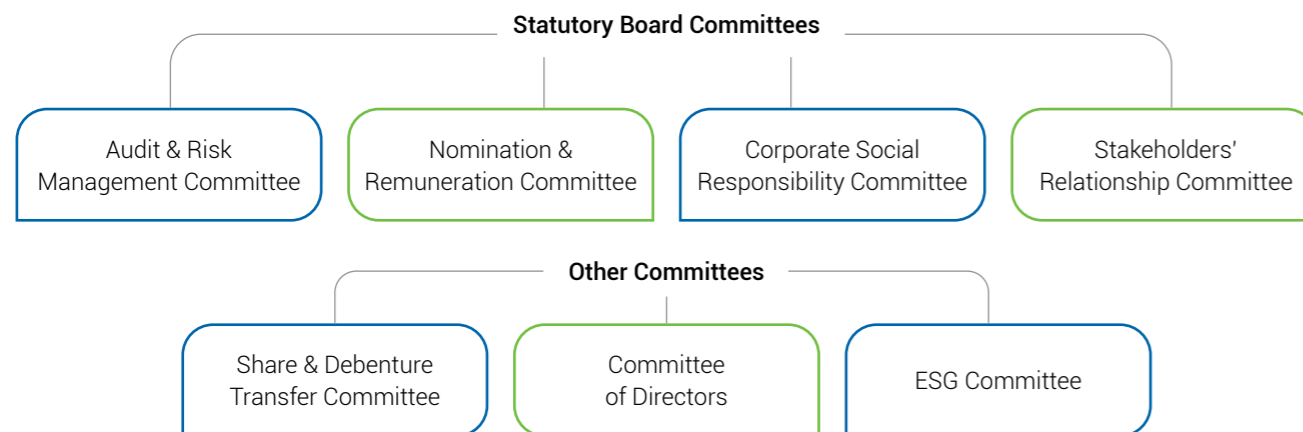 Statutory Board Committees
Audit & Risk
Management Committee
Nomination &
Remuneration Committee
Corporate Social
Responsibility Committee
Stakeholders'
Relationship Committee
Other Committees
Share & Debenture
Transfer Committee
Committee
of Directors
ESG Committee